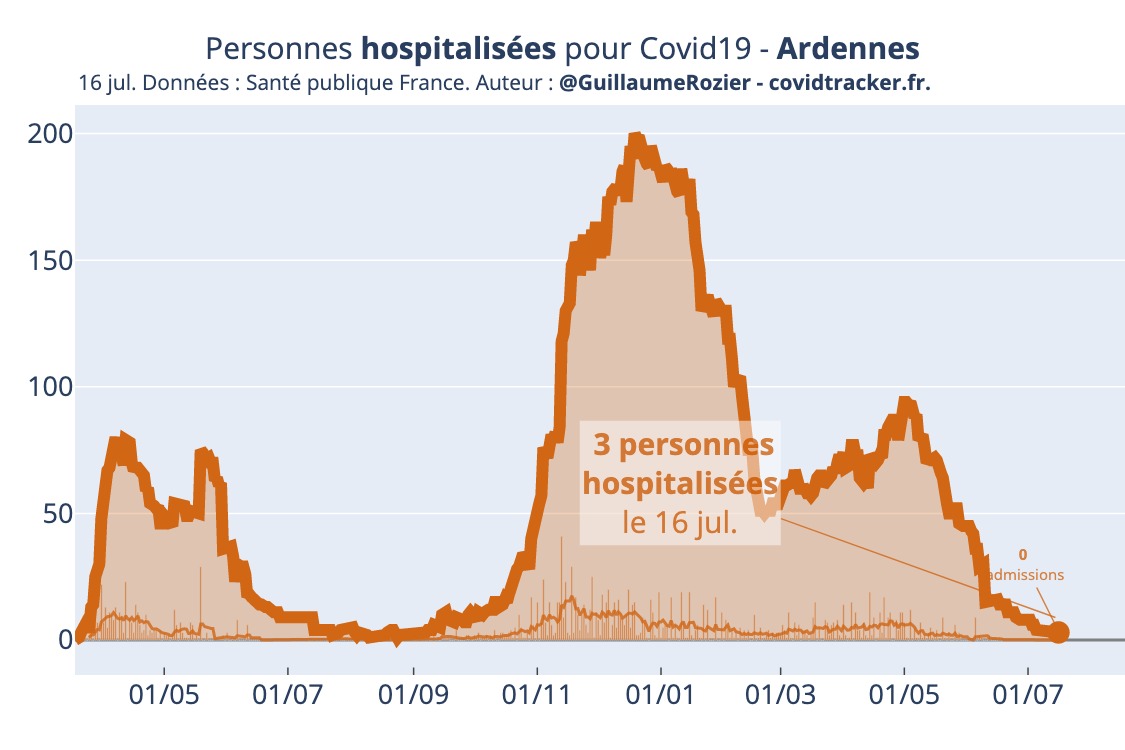 Personnes hospitalisées pour Covid19 - Ardennes
16 jul. Données : Santé publique France. Auteur : @GuillaumeRozier - covidtracker.fr.
200
150
100
50
0
3 personnes
hospitalisées
le 16 jul.
0
admissions
01/05 01/07 01/09 01/11 01/01 01/03 01/05 01/07